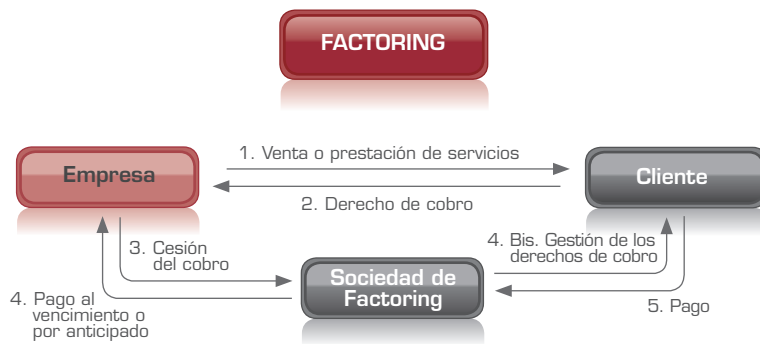 FACTORING
1. Venta o prestación de servicios
Empresa
Cliente
2. Derecho de cobro
3. Cesión
del cobro
4. Bis. Gestión de los
derechos de cobro
Sociedad de
Factoring
4. Pago al
vencimiento o
por anticipado
5. Pago